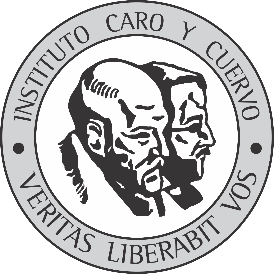 INSTITUTO CARO Y CUERVO
VERITAS LIBERABIT VOS